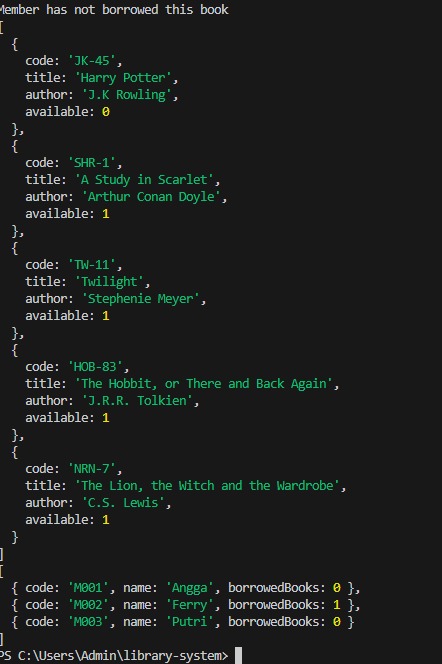 Member has not borrowed this book
[
  {
    code: 'JK-45',
    title: 'Harry Potter',
    author: 'J.K Rowling',
    available: 0
  },
  {
    code: 'SHR-1',
    title: 'A Study in Scarlet',
    author: 'Arthur Conan Doyle',
    available: 1
  },
  {
    code: 'TW-11',
    title: 'Twilight',
    author: 'Stephenie Meyer',
    available: 1
  },
  {
    code: 'HOB-83',
    title: 'The Hobbit, or There and Back Again',
    author: 'J.R.R. Tolkien',
    available: 1
  },
  {
    code: 'NRN-7',
    title: 'The Lion, the Witch and the Wardrobe',
    author: 'C.S. Lewis',
    available: 1
  }
]
[
  { code: 'M001', name: 'Angga', borrowedBooks: 0 },
  { code: 'M002', name: 'Ferry', borrowedBooks: 1 },
  { code: 'M003', name: 'Putri', borrowedBooks: 0 }
]
PS C:\Users\Admin\library-system>